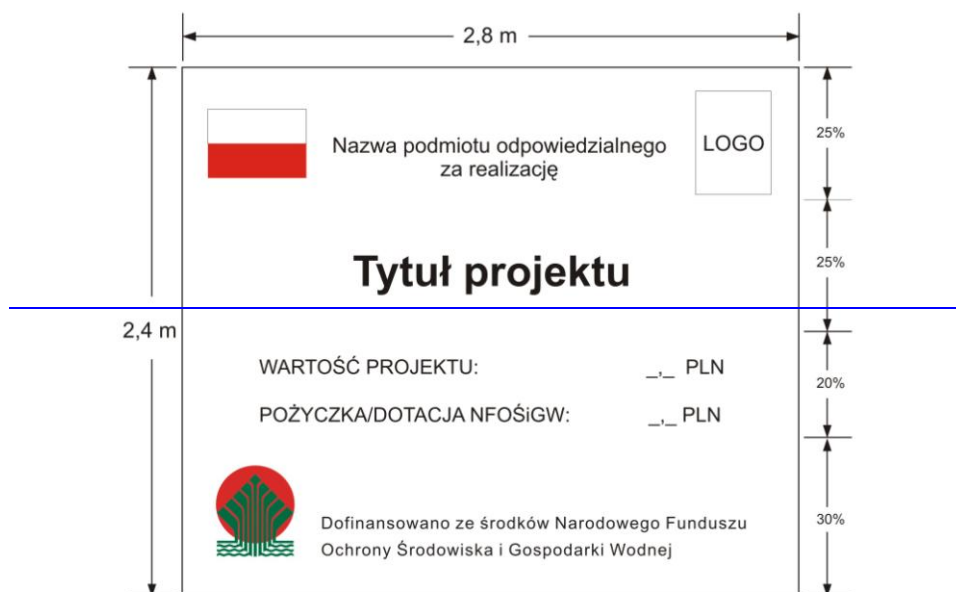 2,8 m
Nazwa podmiotu odpowiedzialnego
za realizację
LOGO
25%
Tytuł projektu
25%
2,4 m
WARTOŚĆ PROJEKTU: _,_ PLN
20%
POŻYCZKA/DOTACJA NFOŚiGW: _,_ PLN
Dofinansowano ze środków Narodowego Funduszu
Ochrony Środowiska i Gospodarki Wodnej
30%